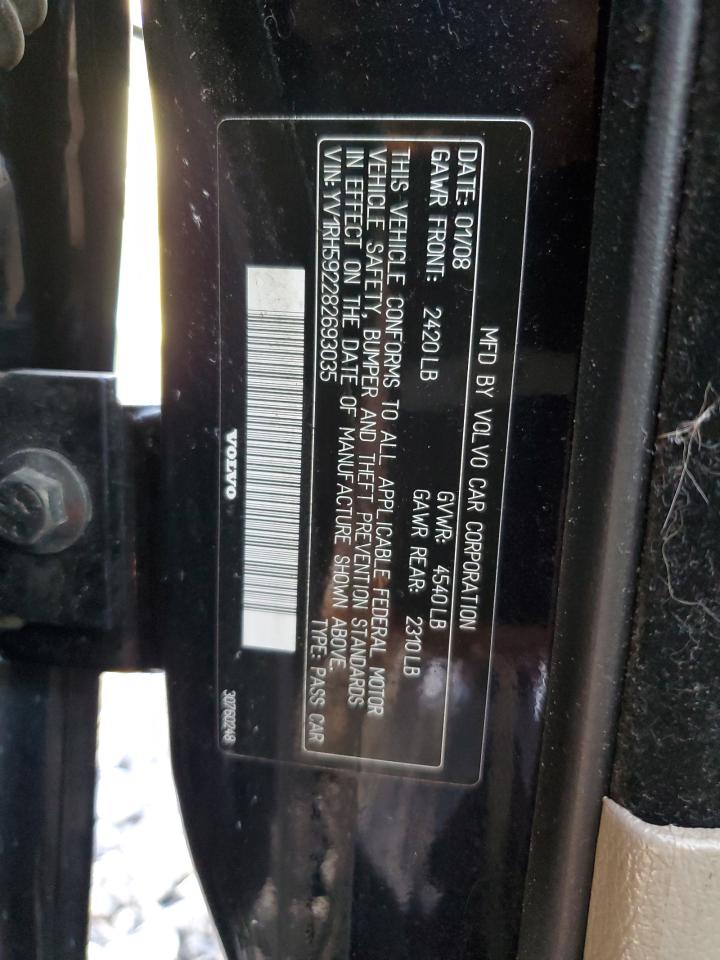 MFD BY VOLVO CAR CORPORATION
DATE: 01/08 GVWR: 4540 LB
GAWR FRONT: 2420 LB GAWR REAR: 2310 LB
THIS VEHICLE CONFORMS TO ALL APPLICABLE FEDERAL MOTOR
VEHICLE SAFETY, BUMPER AND THEFT PREVENTION STANDARDS
IN EFFECT ON THE DATE OF MANUFACTURE SHOWN ABOVE.
VIN: YV1RH592282693035 TYPE: PASS CAR
VOLVO
30760248